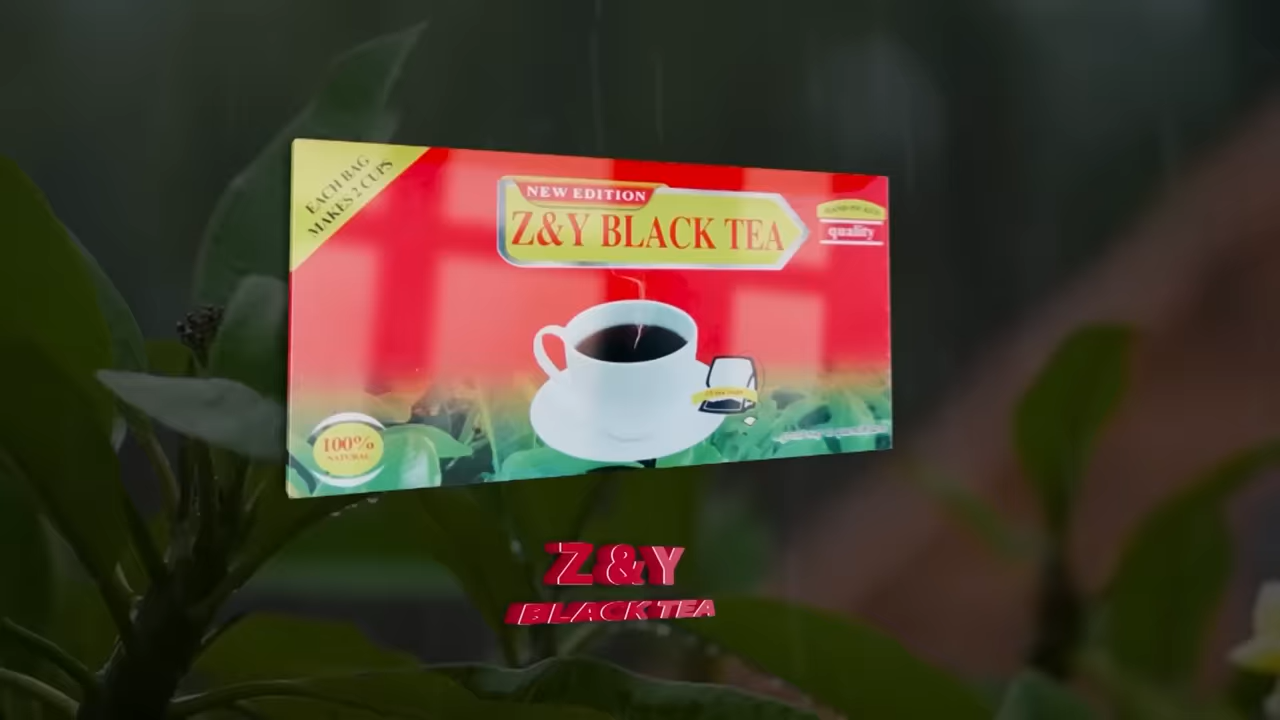 EACH BAG
MAKES 2 CUPS
NEW EDITION
Z&Y BLACK TEA
quality
100%
NATURAL
Z&Y
BLACK TEA